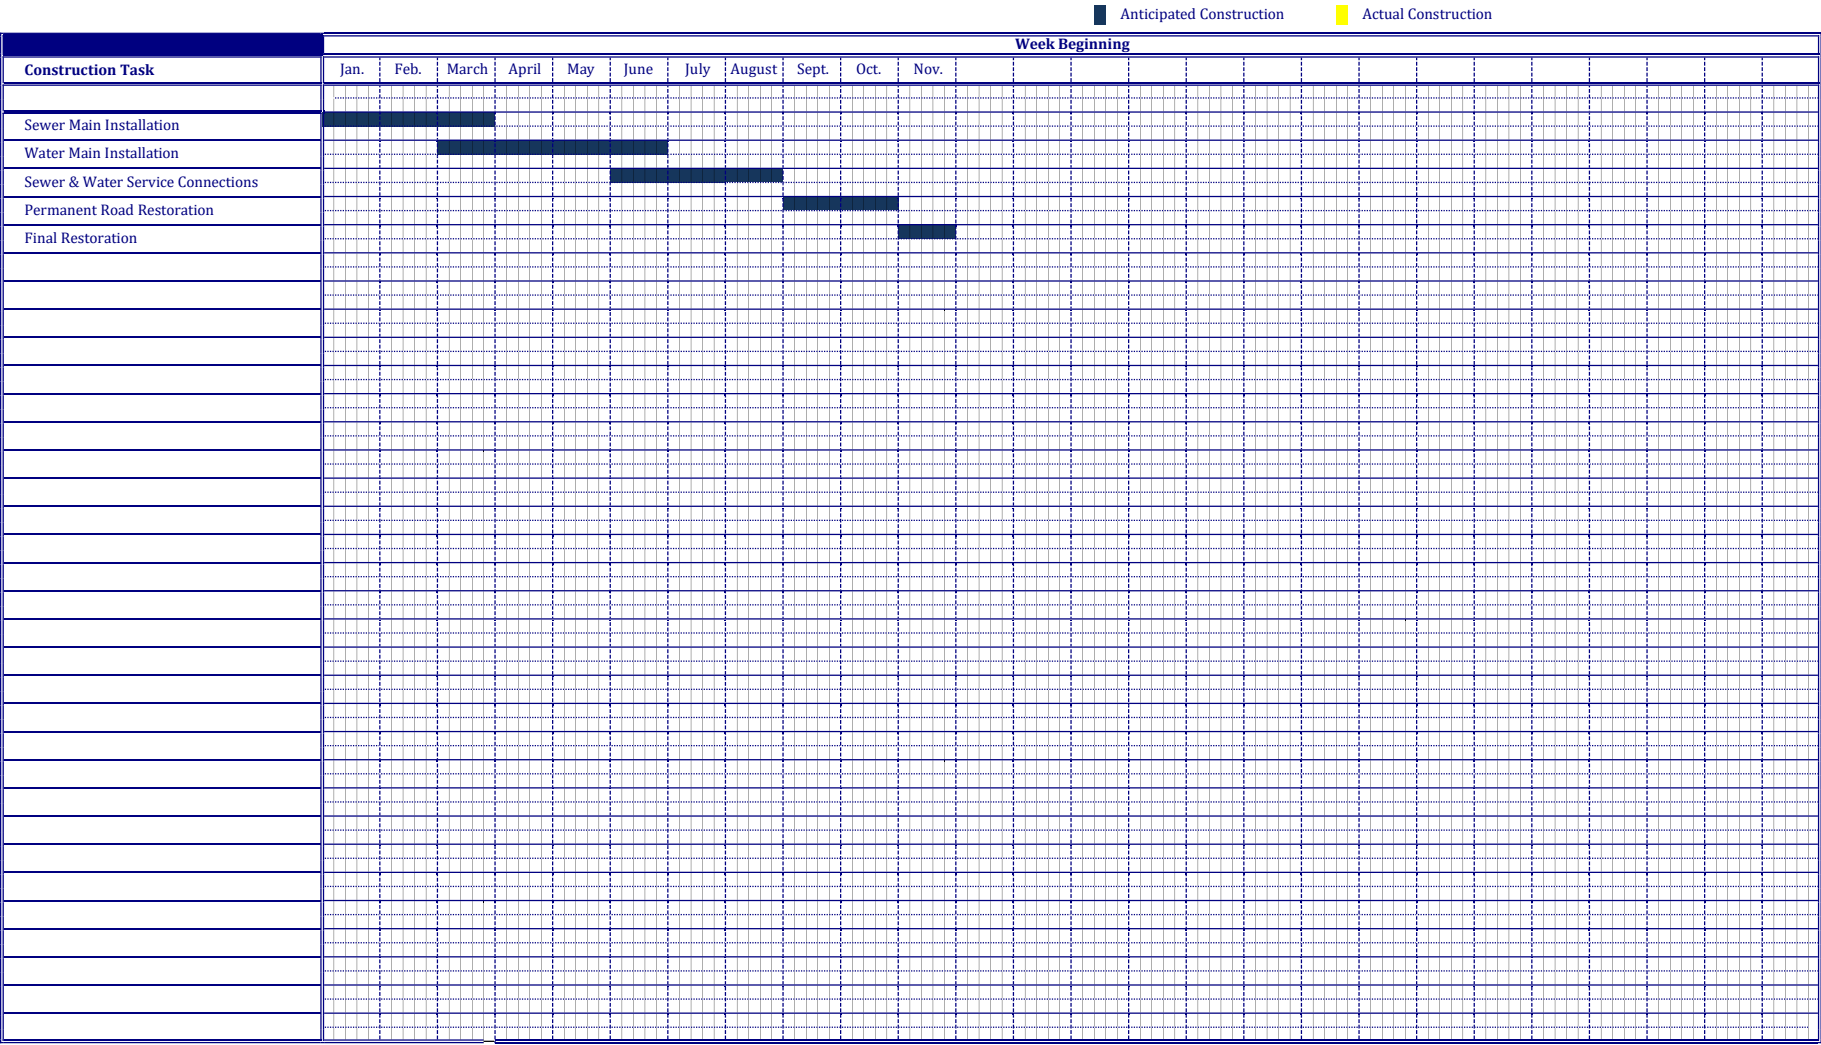 Anticipated Construction Actual Construction
Week Beginning
Construction Task Jan. Feb. March April May June July August Sept. Oct. Nov.
Sewer Main Installation
Water Main Installation
Sewer & Water Service Connections
Permanent Road Restoration
Final Restoration